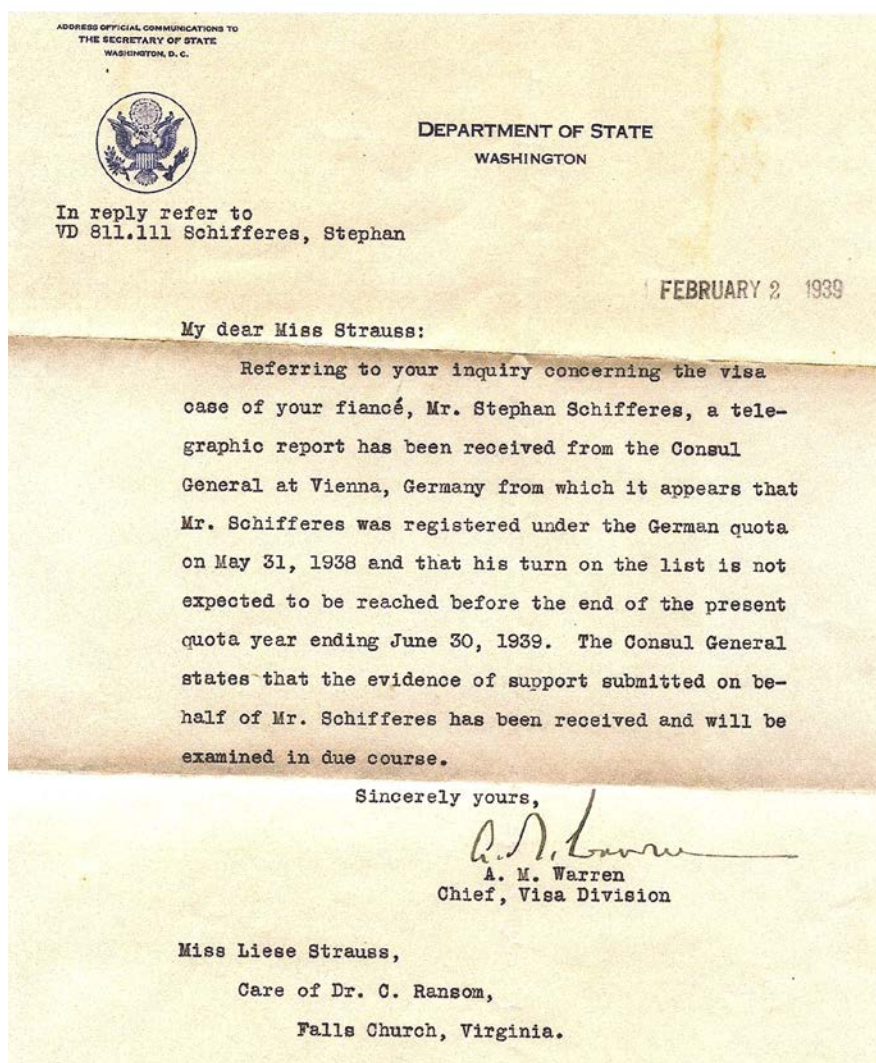 ADDRESS OFFICIAL COMMUNICATIONS TO
THE SECRETARY OF STATE
WASHINGTON, D. C.
DEPARTMENT OF STATE
WASHINGTON
In reply refer to
VD 811.111 Schifferes, Stephan
FEBRUARY 2 1939
My dear Miss Strauss:
Referring to your inquiry concerning the visa
case of your fiancé, Mr. Stephan Schifferes, a tele-
graphic report has been received from the Consul
General at Vienna, Germany from which it appears that
Mr. Schifferes was registered under the German quota
on May 31, 1938 and that his turn on the list is not
expected to be reached before the end of the present
quota year ending June 30, 1939. The Consul General
states that the evidence of support submitted on be-
half of Mr. Schifferes has been received and will be
examined in due course.
Sincerely yours,
A. M. Warren
A. M. Warren
Chief, Visa Division
Miss Liese Strauss,
Care of Dr. C. Ransom,
Falls Church, Virginia.